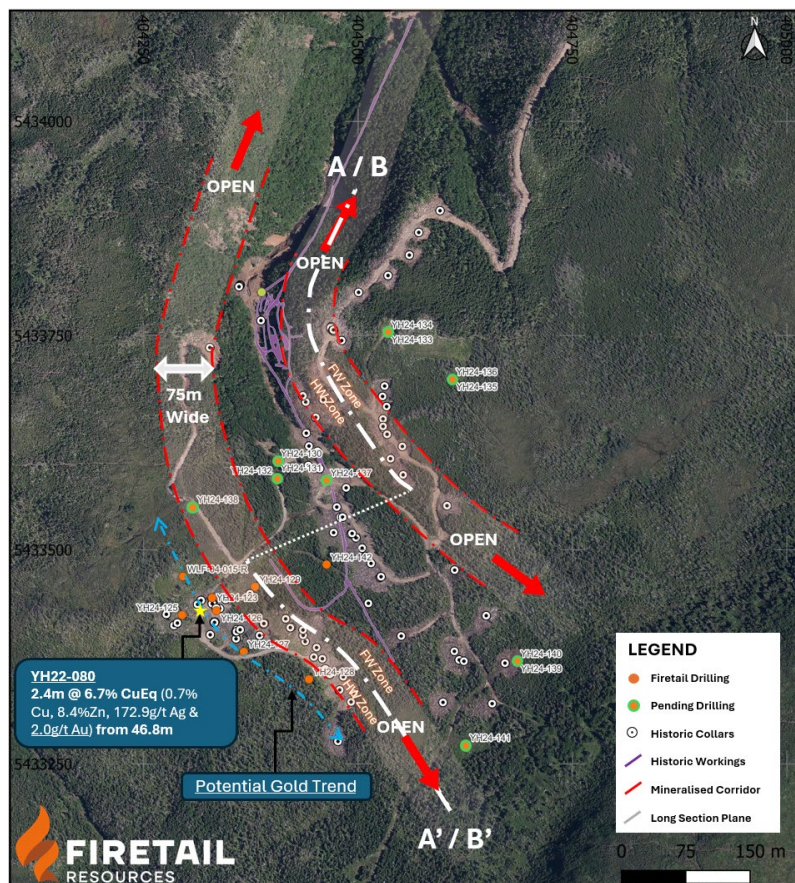 404250
404500
404750
405000
N
5434000
A / B
OPEN
OPEN
YH24-134
YH24-133
5433750
YH24-136
YH24-135
75m
Wide
FW Zone
HW Zone
YH24-130
YH24-132
YH24-131
YH24-137
YH24-138
5433500
OPEN
YH24-142
YH24-129
YH24-125
YH24-126
YH24-127
YH24-128
YH24-140
YH24-139
FW Zone
HW Zone
OPEN
YH24-141
YH22-080
2.4m @ 6.7% CuEq (0.7%
Cu, 8.4%Zn, 172.9g/t Ag &
2.0g/t Au) from 46.8m
5433250
Potential Gold Trend
A' / B'
LEGEND
Firetail Drilling
Pending Drilling
Historic Collars
Historic Workings
Mineralised Corridor
Long Section Plane
0 75 150 m
FIRETAIL
RESOURCES